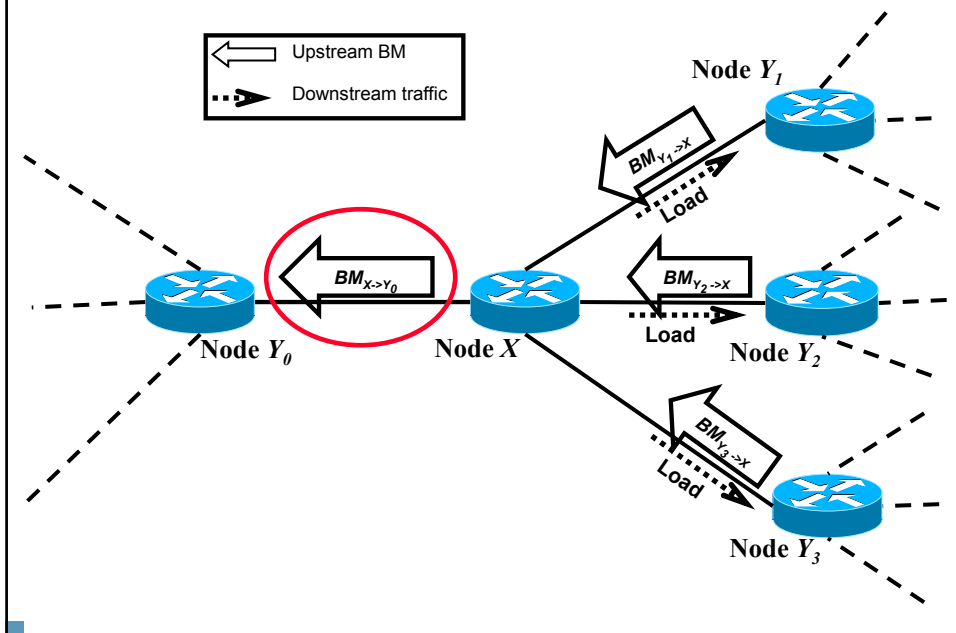 Upstream BM
Downstream traffic
Node Y1
BMY1->X
Load
BMX->Y0
BMY2->X
Load
Node Y0
Node X
Node Y2
BMY3->X
Load
Node Y3